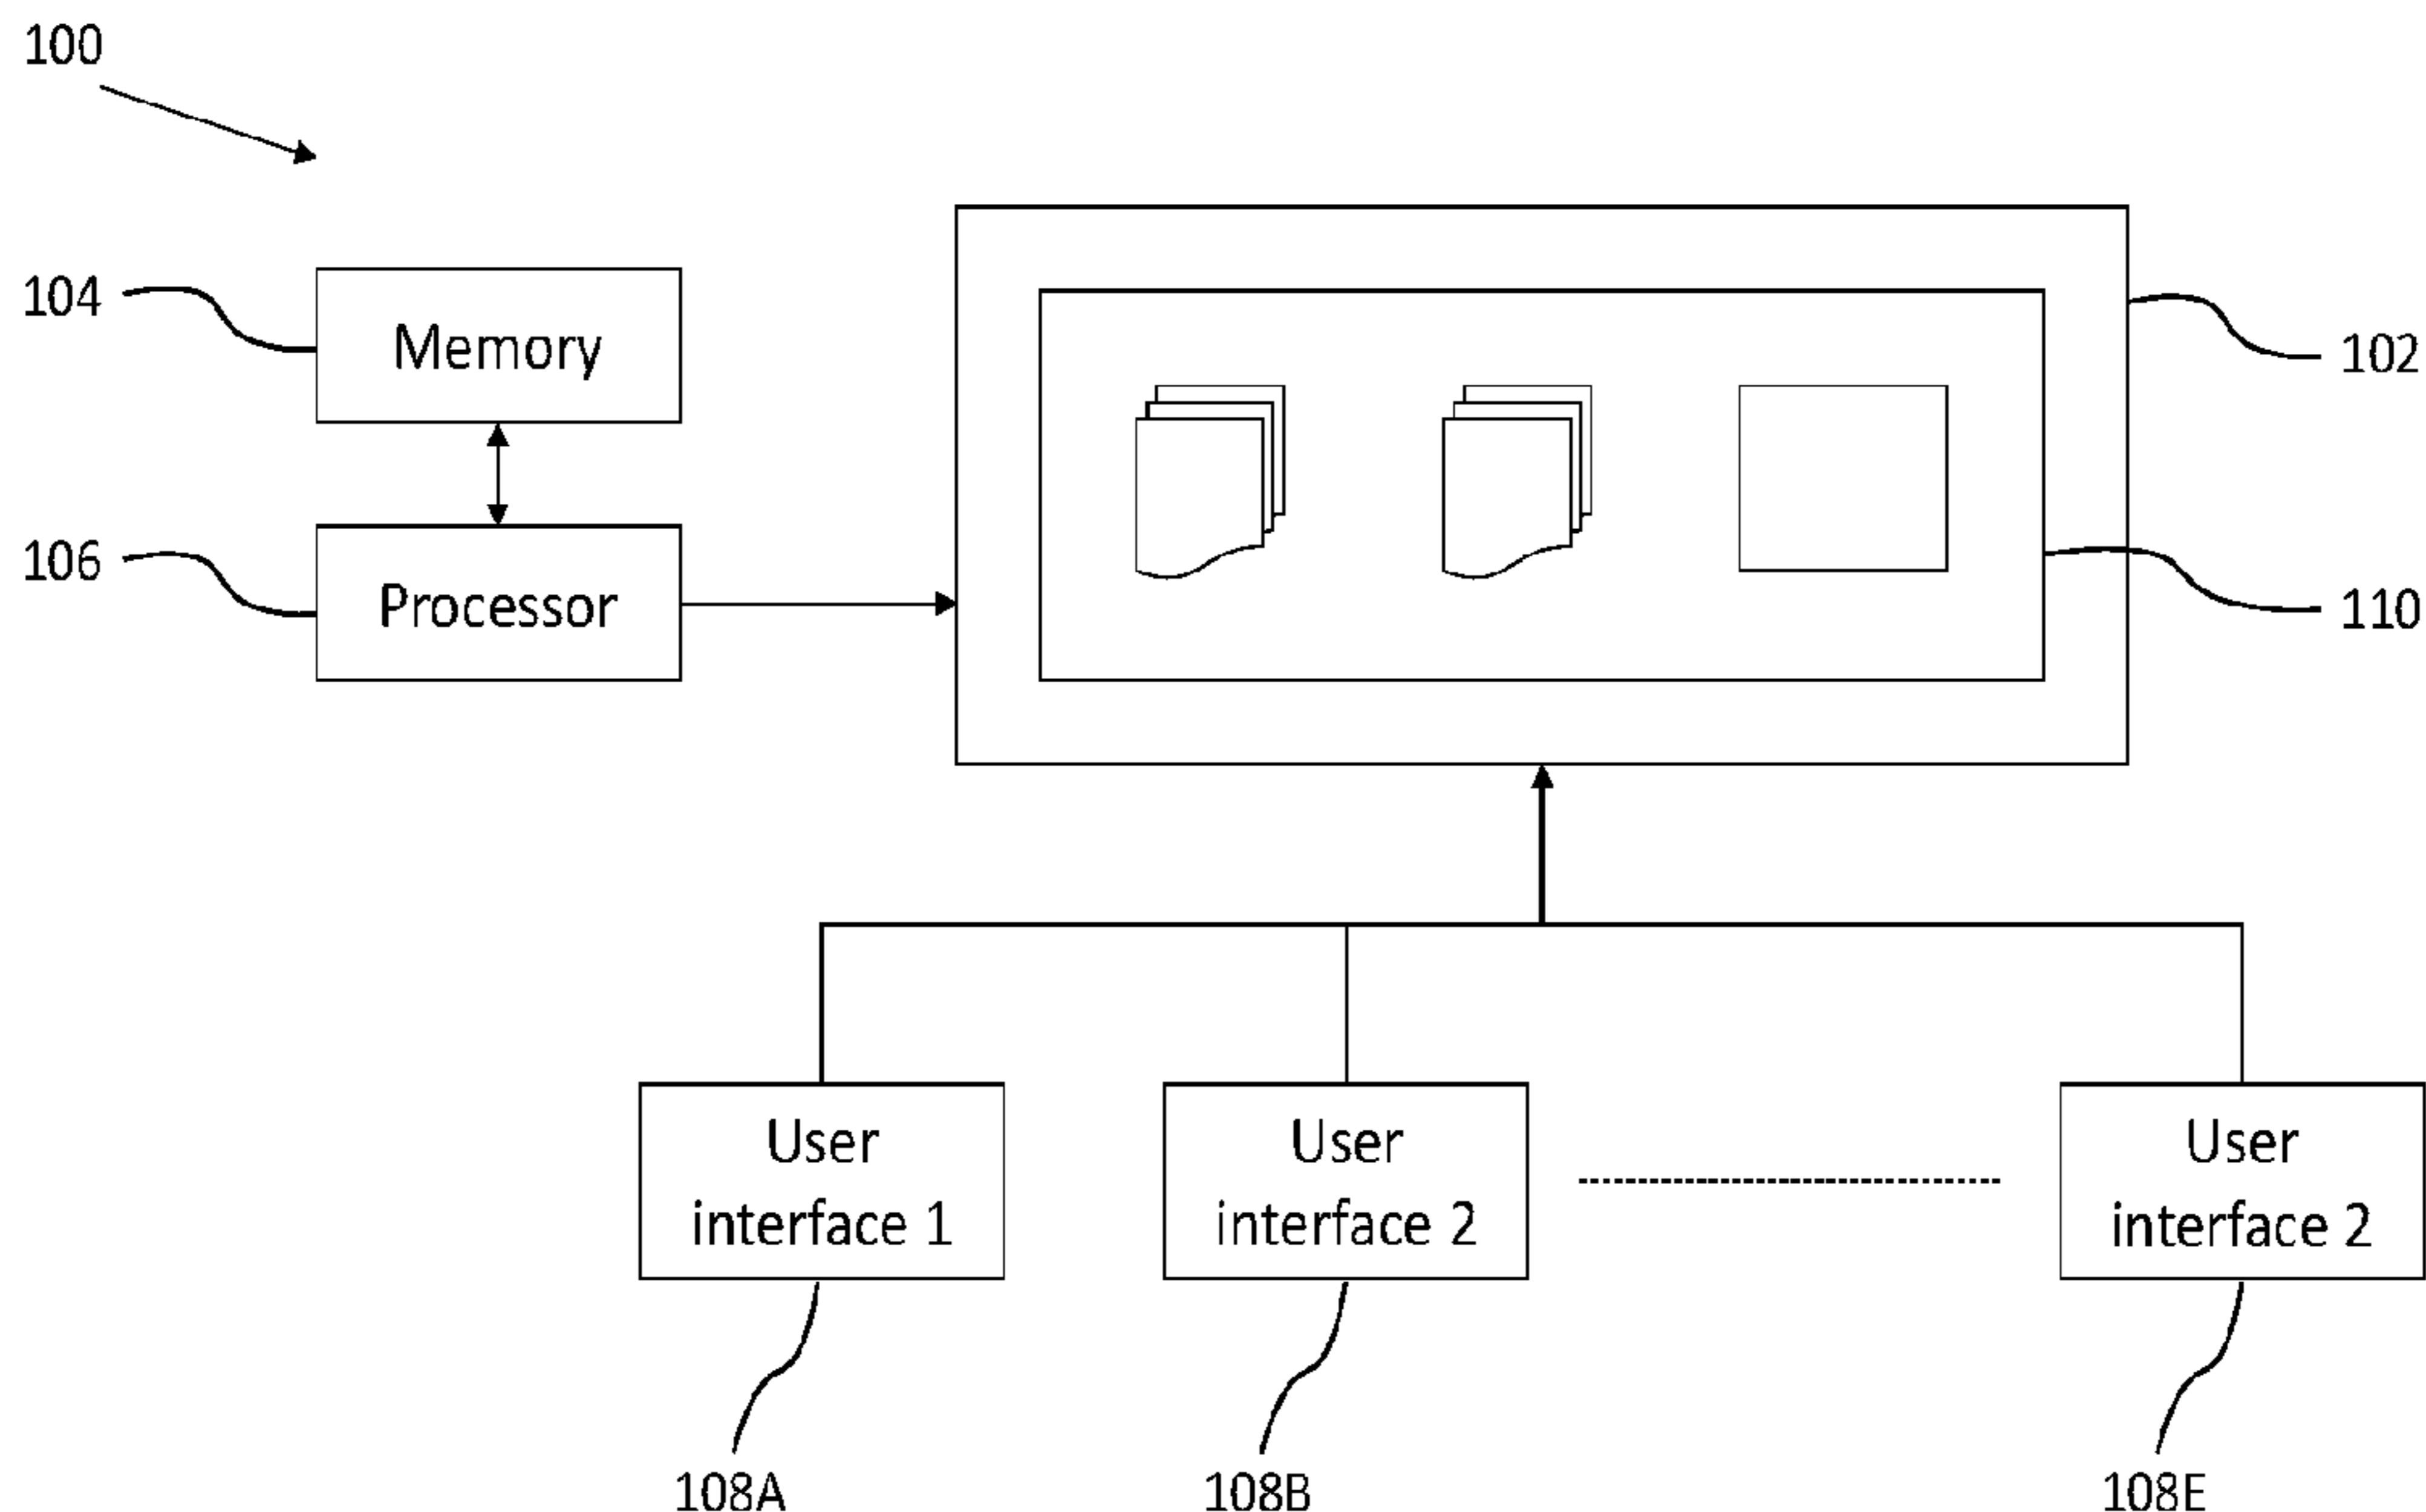 100
104
Memory
102
106
Processor
110
User
interface 1
User
interface 2
User
interface 2
108A
108B
108E